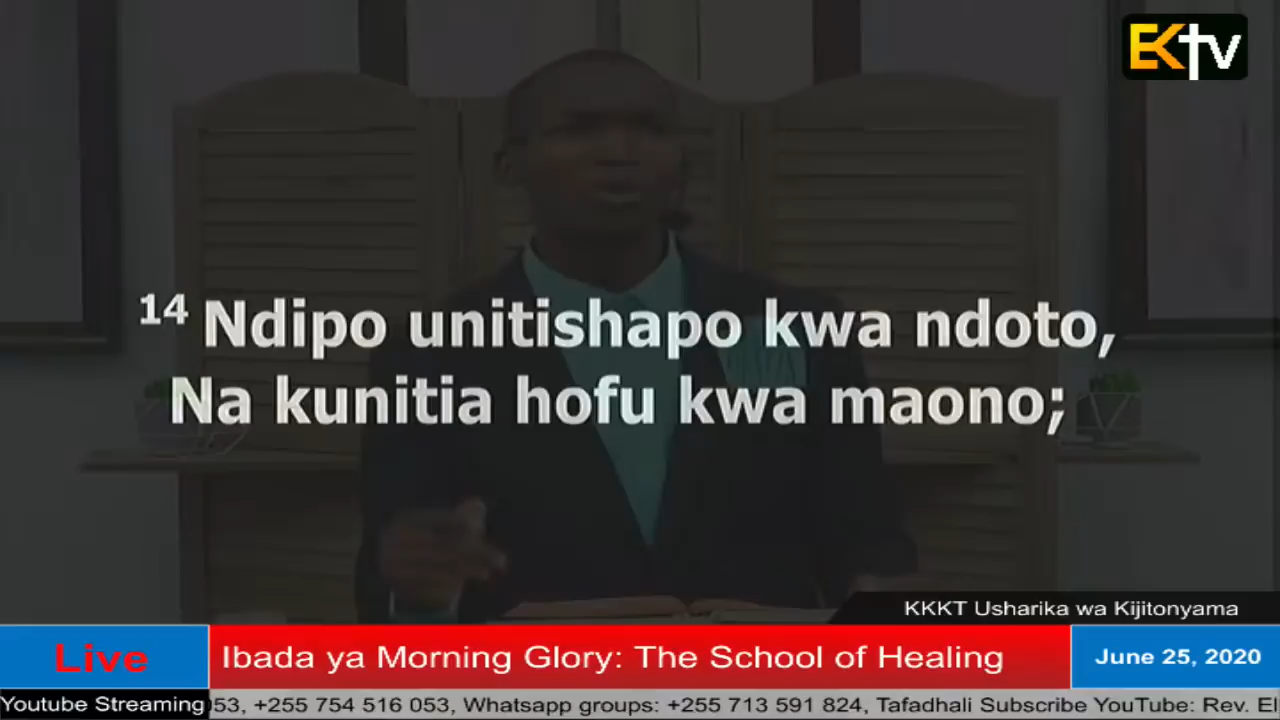 EKTV
14 Ndipo unitishapo kwa ndoto,
Na kunitia hofu kwa maono;
KKKT Usharika wa Kijitonyama
Live
Ibada ya Morning Glory: The School of Healing
June 25, 2020
Youtube Streaming
53, +255 754 516 053, Whatsapp groups: +255 713 591 824, Tafadhali Subscribe YouTube: Rev. El